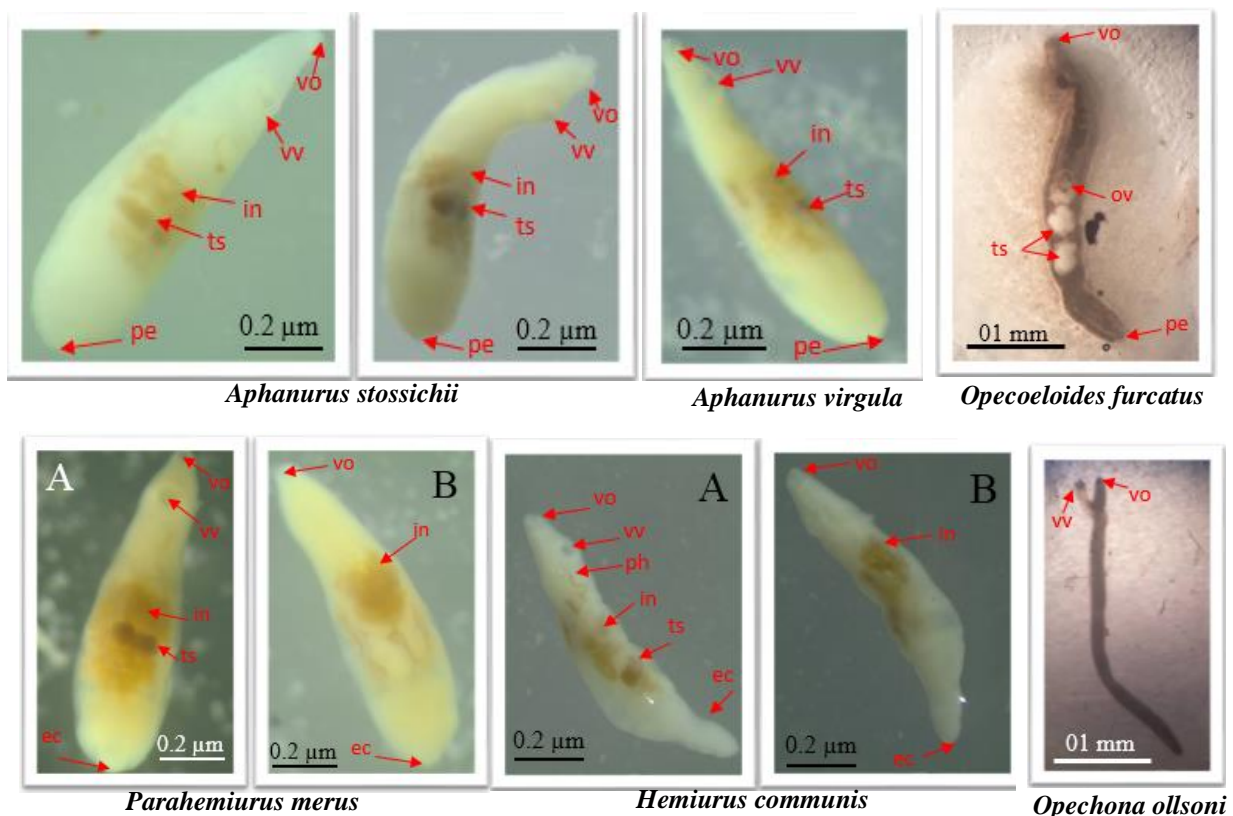 vo
vv
in
ts
pe
0.2 µm
vo
vv
in
ts
pe
0.2 µm
vo
vv
in
ts
pe
0.2 µm
vo
ov
ts
pe
01 mm
Aphanurus stossichii
Aphanurus virgula
Opecoeloides furcatus
A
vo
vv
in
ts
ec
0.2 µm
B
vo
in
ec
0.2 µm
A
vo
vv
ph
in
ts
ec
0.2 µm
B
vo
in
ec
0.2 µm
vo
vv
01 mm
Parahemiurus merus
Hemiurus communis
Opechona ollsoni